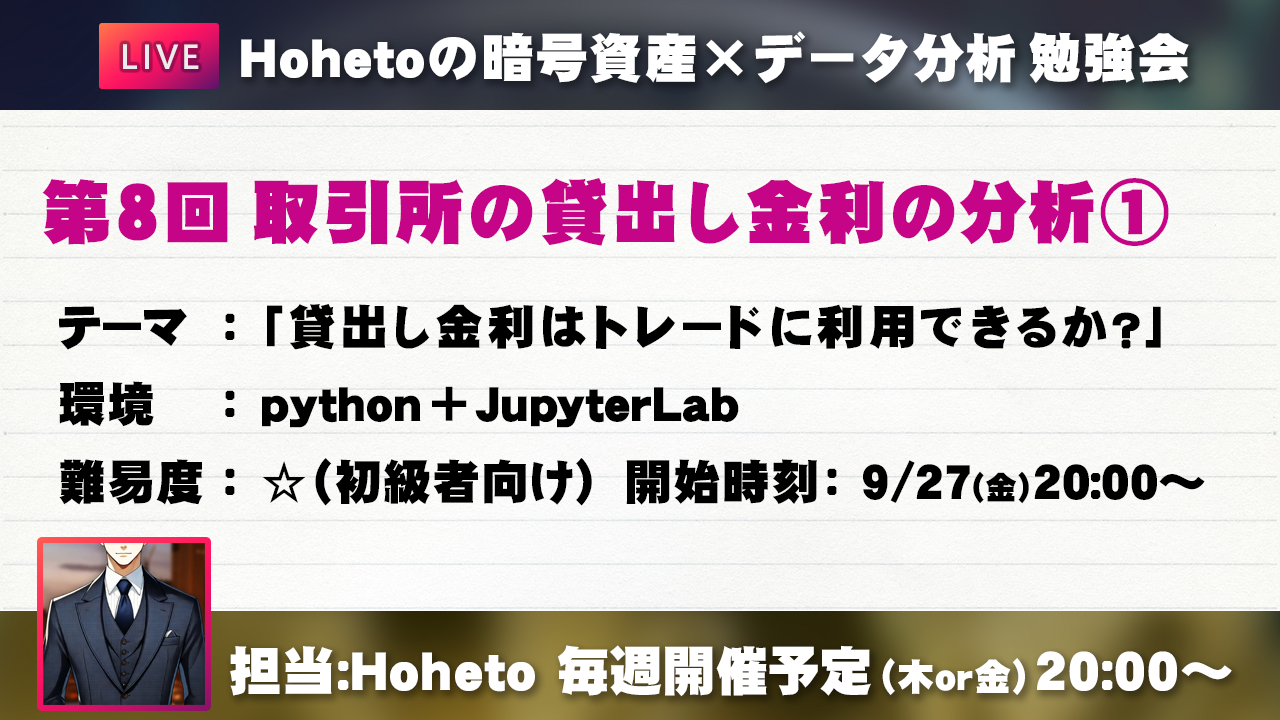 LIVE Hohetoの暗号資産×データ分析 勉強会
第8回 取引所の貸出し金利の分析①
テーマ ：「貸出し金利はトレードに利用できるか?」
環境 ： python＋JupyterLab
難易度 ： ☆（初級者向け） 開始時刻： 9/27(金)20:00～
担当:Hoheto 毎週開催予定（木or金）20:00～